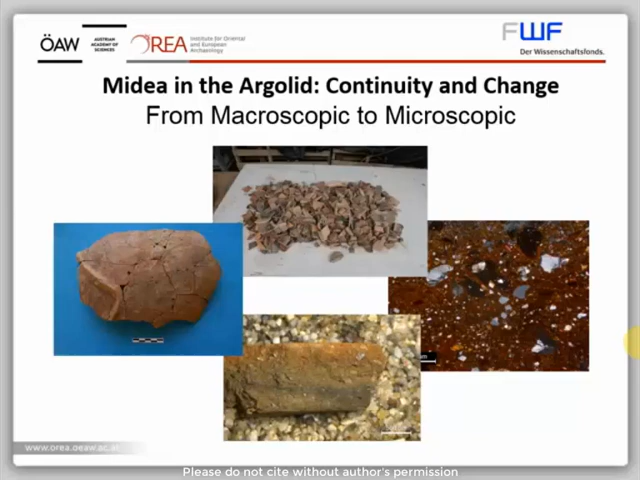 ÖAW
AUSTRIAN
ACADEMY OF
SCIENCES
OREA
Institute for Oriental
and European
Archaeology
FWF
Der Wissenschaftsfonds.
Midea in the Argolid: Continuity and Change
From Macroscopic to Microscopic
www.orea.oeaw.ac.at
Please do not cite without author's permission